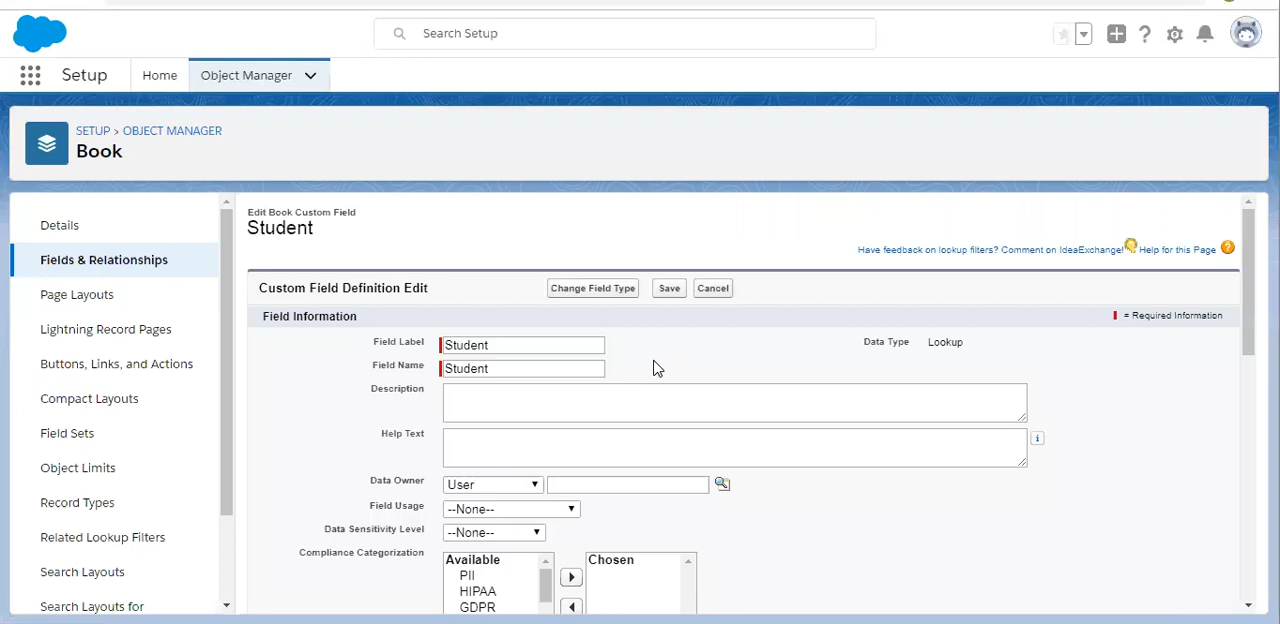 Search Setup
Setup
Home
Object Manager
SETUP > OBJECT MANAGER
Book
Details
Fields & Relationships
Page Layouts
Lightning Record Pages
Buttons, Links, and Actions
Compact Layouts
Field Sets
Object Limits
Record Types
Related Lookup Filters
Search Layouts
Search Layouts for
Edit Book Custom Field
Student
Have feedback on lookup filters? Comment on IdeaExchange!
Help for this Page
Custom Field Definition Edit
Change Field Type
Save
Cancel
Field Information
= Required Information
Field Label
Student
Data Type
Lookup
Field Name
Student
Description
Help Text
i
Data Owner
User
Field Usage
--None--
Data Sensitivity Level
--None--
Compliance Categorization
Available
PII
HIPAA
GDPR
Chosen